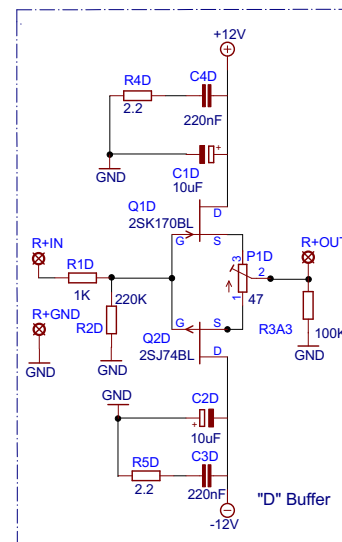 +12V
R4D
C4D
2.2
220nF
GND
C1D
+
10uF
Q1D
2SK170BL
D
G
S
R+IN
P1D
R+OUT
R1D
3
2
1K
220K
1
47
R+GND
R2D
Q2D
G
S
R3A3
2SJ74BL
D
100K
GND
GND
GND
GND
C2D
+
10uF
R5D
C3D
2.2
220nF
"D" Buffer
-12V